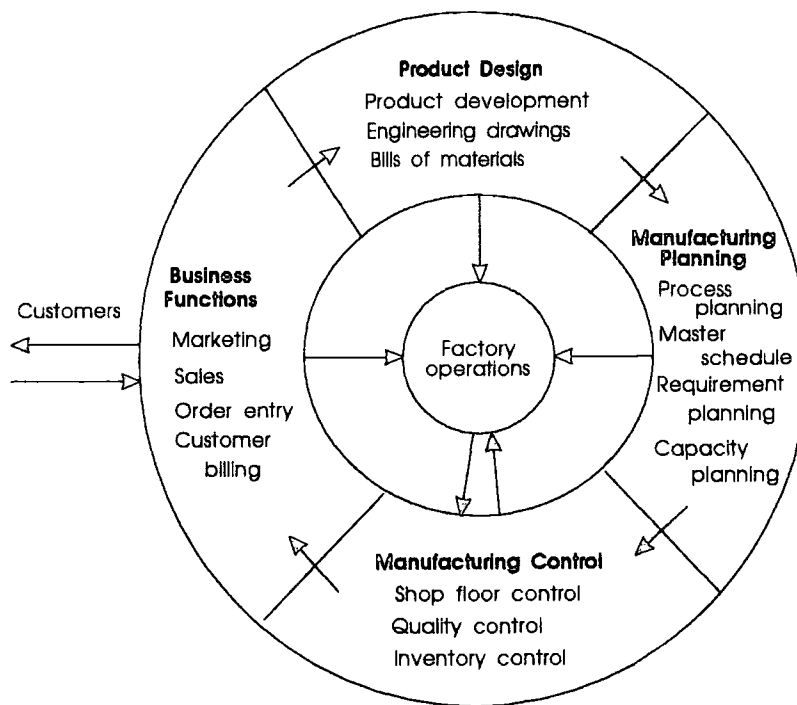 Product Design
Product development
Engineering drawings
Bills of materials
Manufacturing
Planning
Process
planning
Master
schedule
Requirement
planning
Capacity
planning
Business
Functions
Marketing
Sales
Order entry
Customer
billing
Customers
Factory
operations
Manufacturing Control
Shop floor control
Quality control
Inventory control